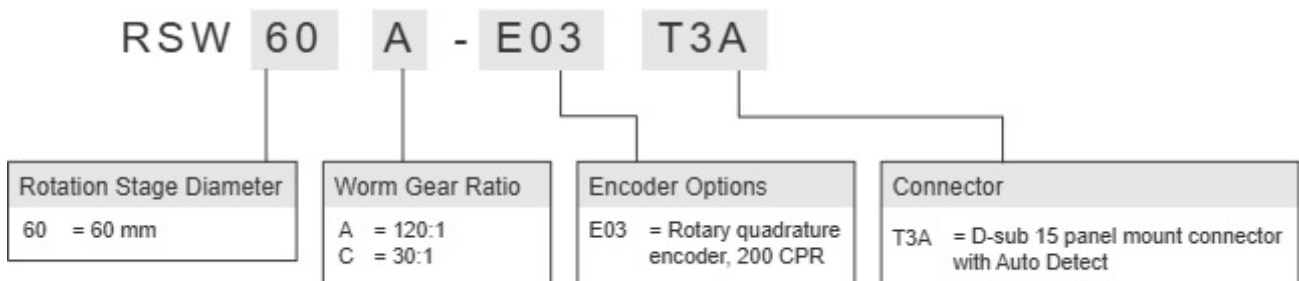 RSW 60 A - E03 T3A
Rotation Stage Diameter
60 = 60 mm
Worm Gear Ratio
A = 120:1
C = 30:1
Encoder Options
E03 = Rotary quadrature
encoder, 200 CPR
Connector
T3A = D-sub 15 panel mount connector
with Auto Detect